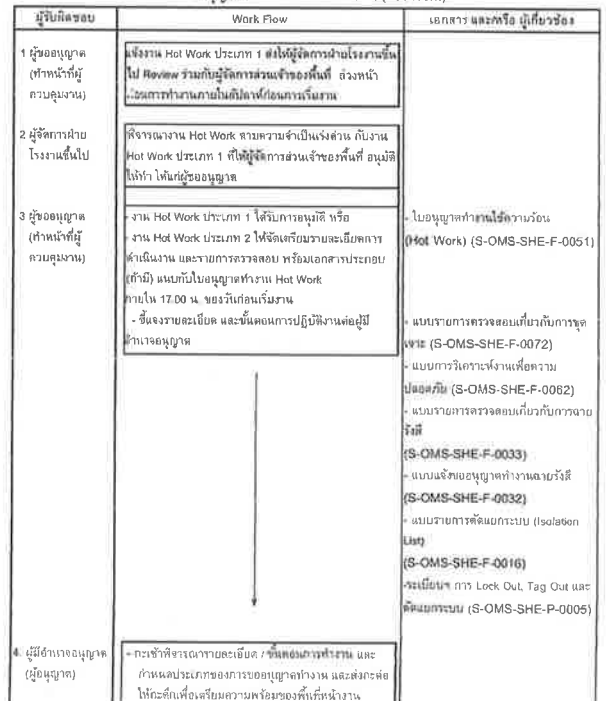 ผู้รับผิดชอบ
Work Flow
เอกสาร และ/หรือ ผู้เกี่ยวข้อง
1 ผู้ขออนุญาต
(ทำหน้าที่ผู้
ควบคุมงาน)
แจ้งงาน Hot Work ประเภท 1 ส่งให้ผู้จัดการฝ่ายโรงงานขึ้น
ไป Review ร่วมกับผู้จัดการส่วนเจ้าของพื้นที่ ล่วงหน้า
ก่อนการทำงานภายในสัปดาห์ก่อนการเริ่มงาน
2 ผู้จัดการฝ่าย
โรงงานขึ้นไป
พิจารณางาน Hot Work ตามความจำเป็นเร่งด่วน กับงาน
Hot Work ประเภท 1 ที่ให้ผู้จัดการส่วนเจ้าของพื้นที่ อนุมัติ
ให้ทำ ให้แก่ผู้ขออนุญาต
3 ผู้ขออนุญาต
(ทำหน้าที่ผู้
ควบคุมงาน)
- งาน Hot Work ประเภท 1 ได้รับการอนุมัติ หรือ
- งาน Hot Work ประเภท 2 ให้จัดเตรียมรายละเอียดการ
ดำเนินงาน และรายการตรวจสอบ พร้อมเอกสารประกอบ
(ถ้ามี) แนบกับใบอนุญาตทำงาน Hot Work
ภายใน 17.00 น. ของวันก่อนเริ่มงาน
- ชี้แจงรายละเอียด และขั้นตอนการปฏิบัติงานต่อผู้มี
อำนาจอนุญาต
- ใบอนุญาตทำงานใช้ความร้อน
(Hot Work) (S-OMS-SHE-F-0051)
- แบบรายการตรวจสอบเกี่ยวกับการขุด
เจาะ (S-OMS-SHE-F-0072)
- แบบการวิเคราะห์งานเพื่อความ
ปลอดภัย (S-OMS-SHE-F-0062)
- แบบรายการตรวจสอบเกี่ยวกับการฉาย
รังสี
(S-OMS-SHE-F-0033)
- แบบแจ้งขออนุญาตทำงานฉายรังสี
(S-OMS-SHE-F-0032)
- แบบรายการตัดแยกระบบ (Isolation
List)
(S-OMS-SHE-F-0016)
-ระเบียบฯ การ Lock Out, Tag Out และ
ตัดแยกระบบ (S-OMS-SHE-P-0005)
4. ผู้มีอำนาจอนุญาต
(ผู้อนุญาต)
- กะเช้าพิจารณารายละเอียด / ขั้นตอนการทำงาน และ
กำหนดประเภทของการขออนุญาตทำงาน และส่งกะต่อ
ให้กะดึกเพื่อเตรียมความพร้อมของพื้นที่หน้างาน